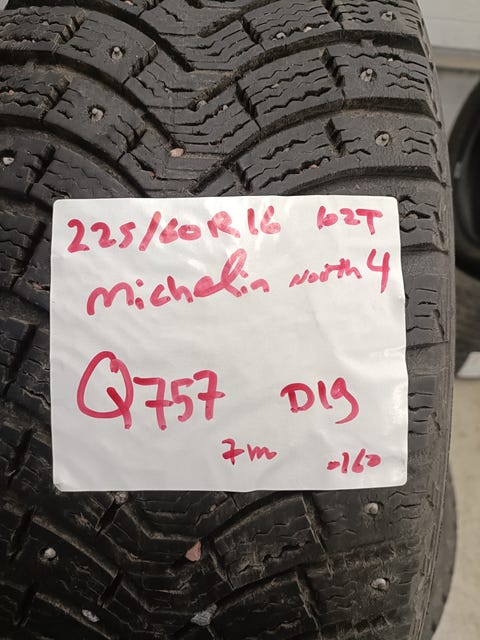 225/60R16 102T
Michelin North 4
Q757 D19
7m -160